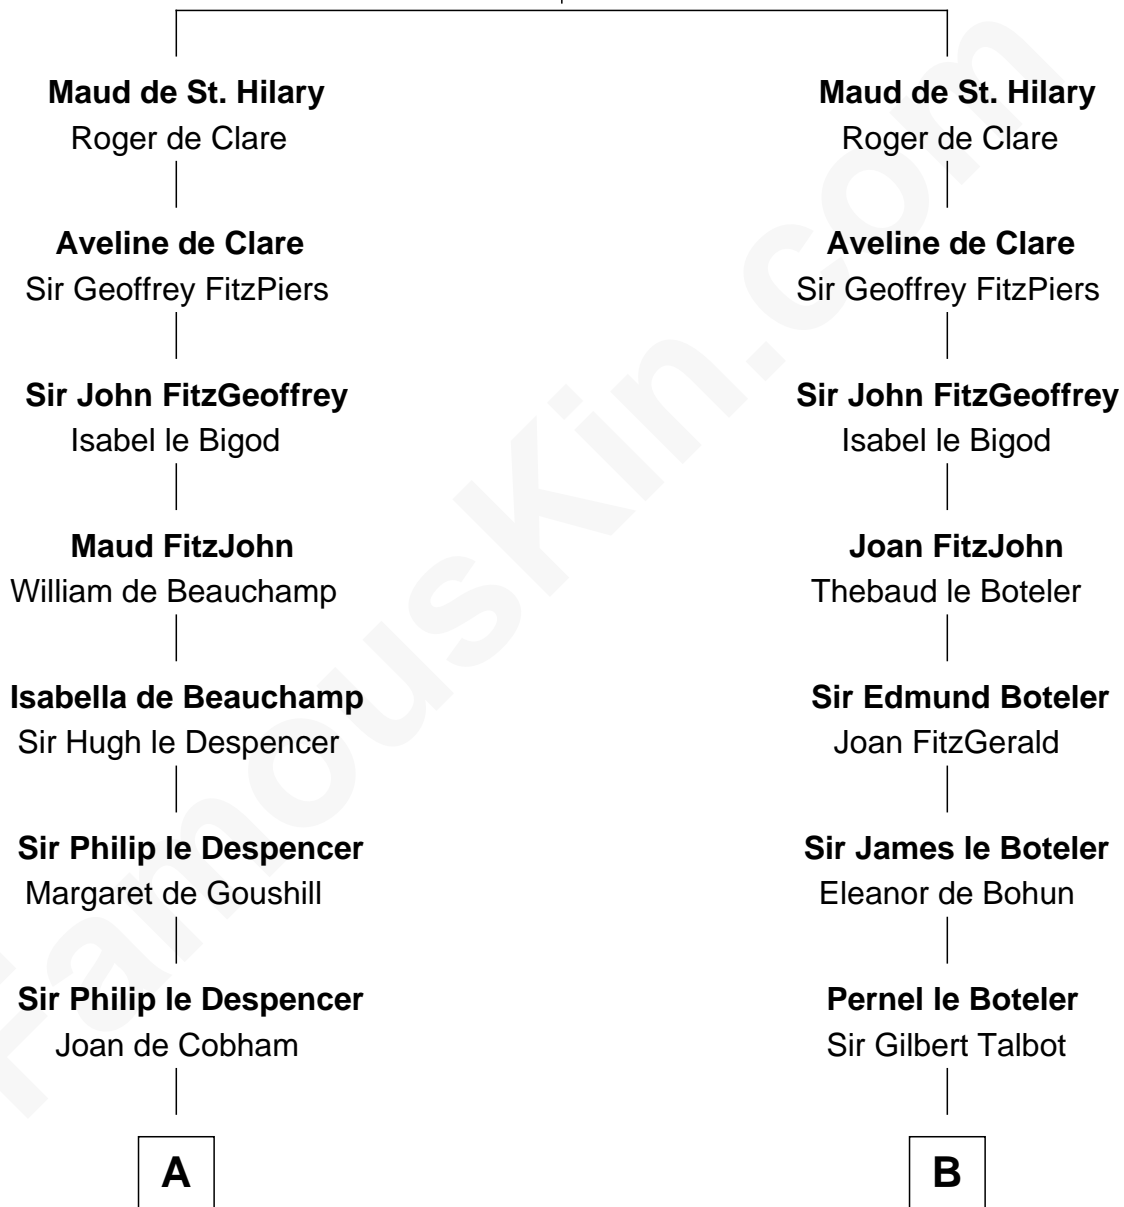 Maud de St. Hilary
Roger de Clare
Aveline de Clare
Sir Geoffrey FitzPiers
Sir John FitzGeoffrey
Isabel le Bigod
Maud FitzJohn
William de Beauchamp
Isabella de Beauchamp
Sir Hugh le Despencer
Sir Philip le Despencer
Margaret de Goushill
Sir Philip le Despencer
Joan de Cobham
A
Maud de St. Hilary
Roger de Clare
Aveline de Clare
Sir Geoffrey FitzPiers
Sir John FitzGeoffrey
Isabel le Bigod
Joan FitzJohn
Thebaud le Boteler
Sir Edmund Boteler
Joan FitzGerald
Sir James le Boteler
Eleanor de Bohun
Pernel le Boteler
Sir Gilbert Talbot
B
FamousKin.com